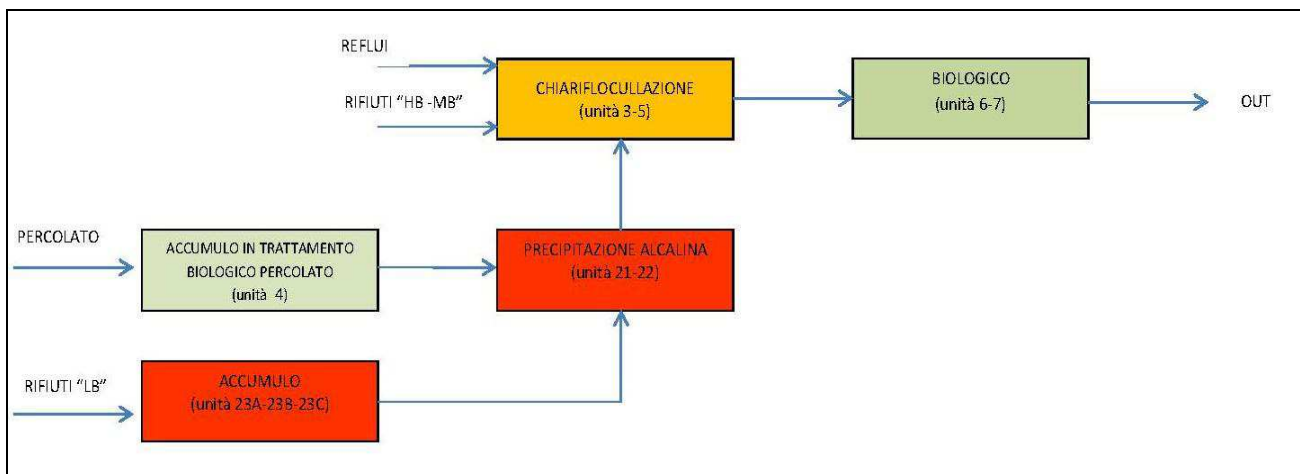 REFLUI
RIFIUTI “HB -MB”
CHIARIFLOCULLAZIONE
(unità 3-5)
BIOLOGICO
(unità 6-7)
OUT
PERCOLATO
ACCUMULO IN TRATTAMENTO
BIOLOGICO PERCOLATO
(unità 4)
PRECIPITAZIONE ALCALINA
(unità 21-22)
RIFIUTI “LB”
ACCUMULO
(unità 23A-23B-23C)